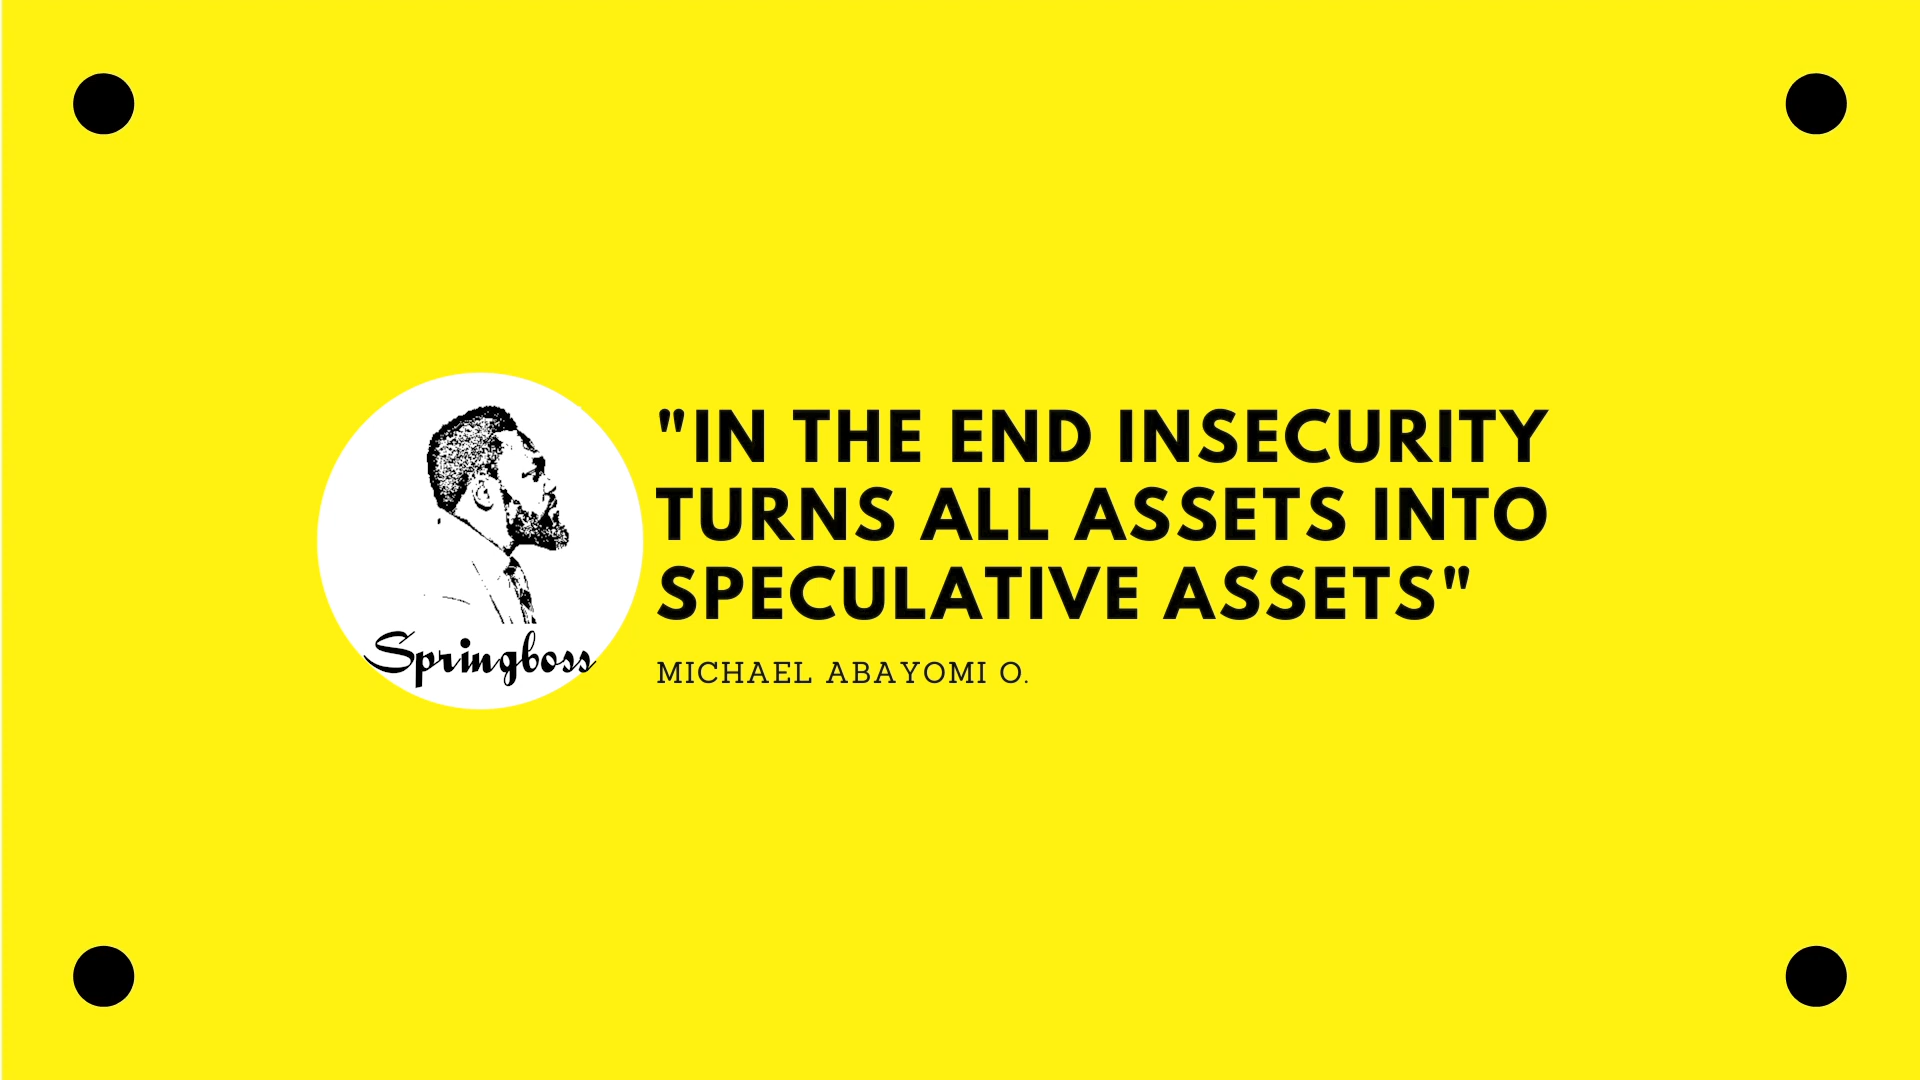 "IN THE END INSECURITY
TURNS ALL ASSETS INTO
SPECULATIVE ASSETS"
MICHAEL ABAYOMI O.
Springboss